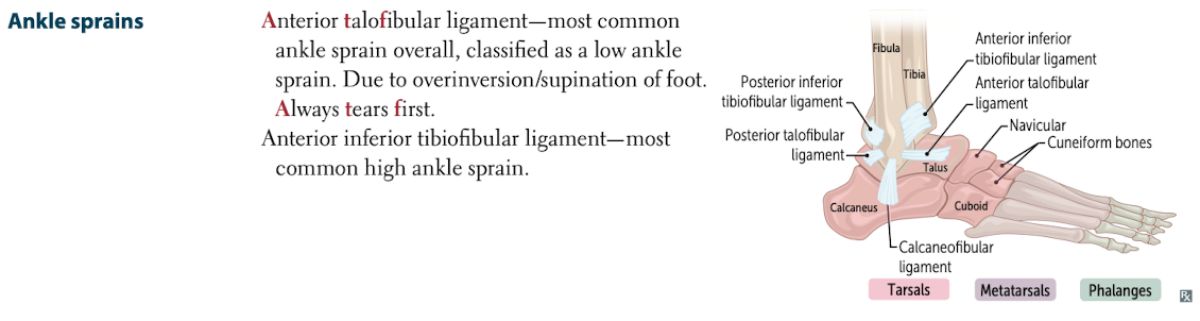 Ankle sprains
Anterior talofibular ligament—most common
ankle sprain overall, classified as a low ankle
sprain. Due to overinversion/supination of foot.
Always tears first.
Anterior inferior tibiofibular ligament—most
common high ankle sprain.
Fibula
Tibia
Anterior inferior
tibiofibular ligament
Posterior inferior
tibiofibular ligament
Anterior talofibular
ligament
Posterior talofibular
ligament
Navicular
Cuneiform bones
Talus
Calcaneus
Cuboid
Calcaneofibular
ligament
Tarsals
Metatarsals
Phalanges